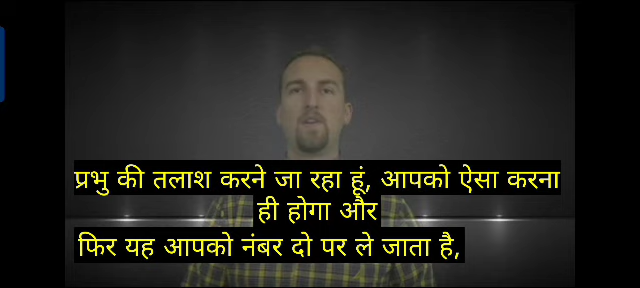 प्रभु की तलाश करने जा रहा हूं, आपको ऐसा करना
ही होगा और
फिर यह आपको नंबर दो पर ले जाता है,